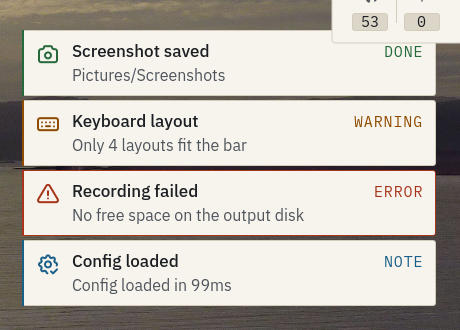 53 0
Screenshot saved DONE
Pictures/Screenshots
Keyboard layout WARNING
Only 4 layouts fit the bar
Recording failed ERROR
No free space on the output disk
Config loaded NOTE
Config loaded in 99ms